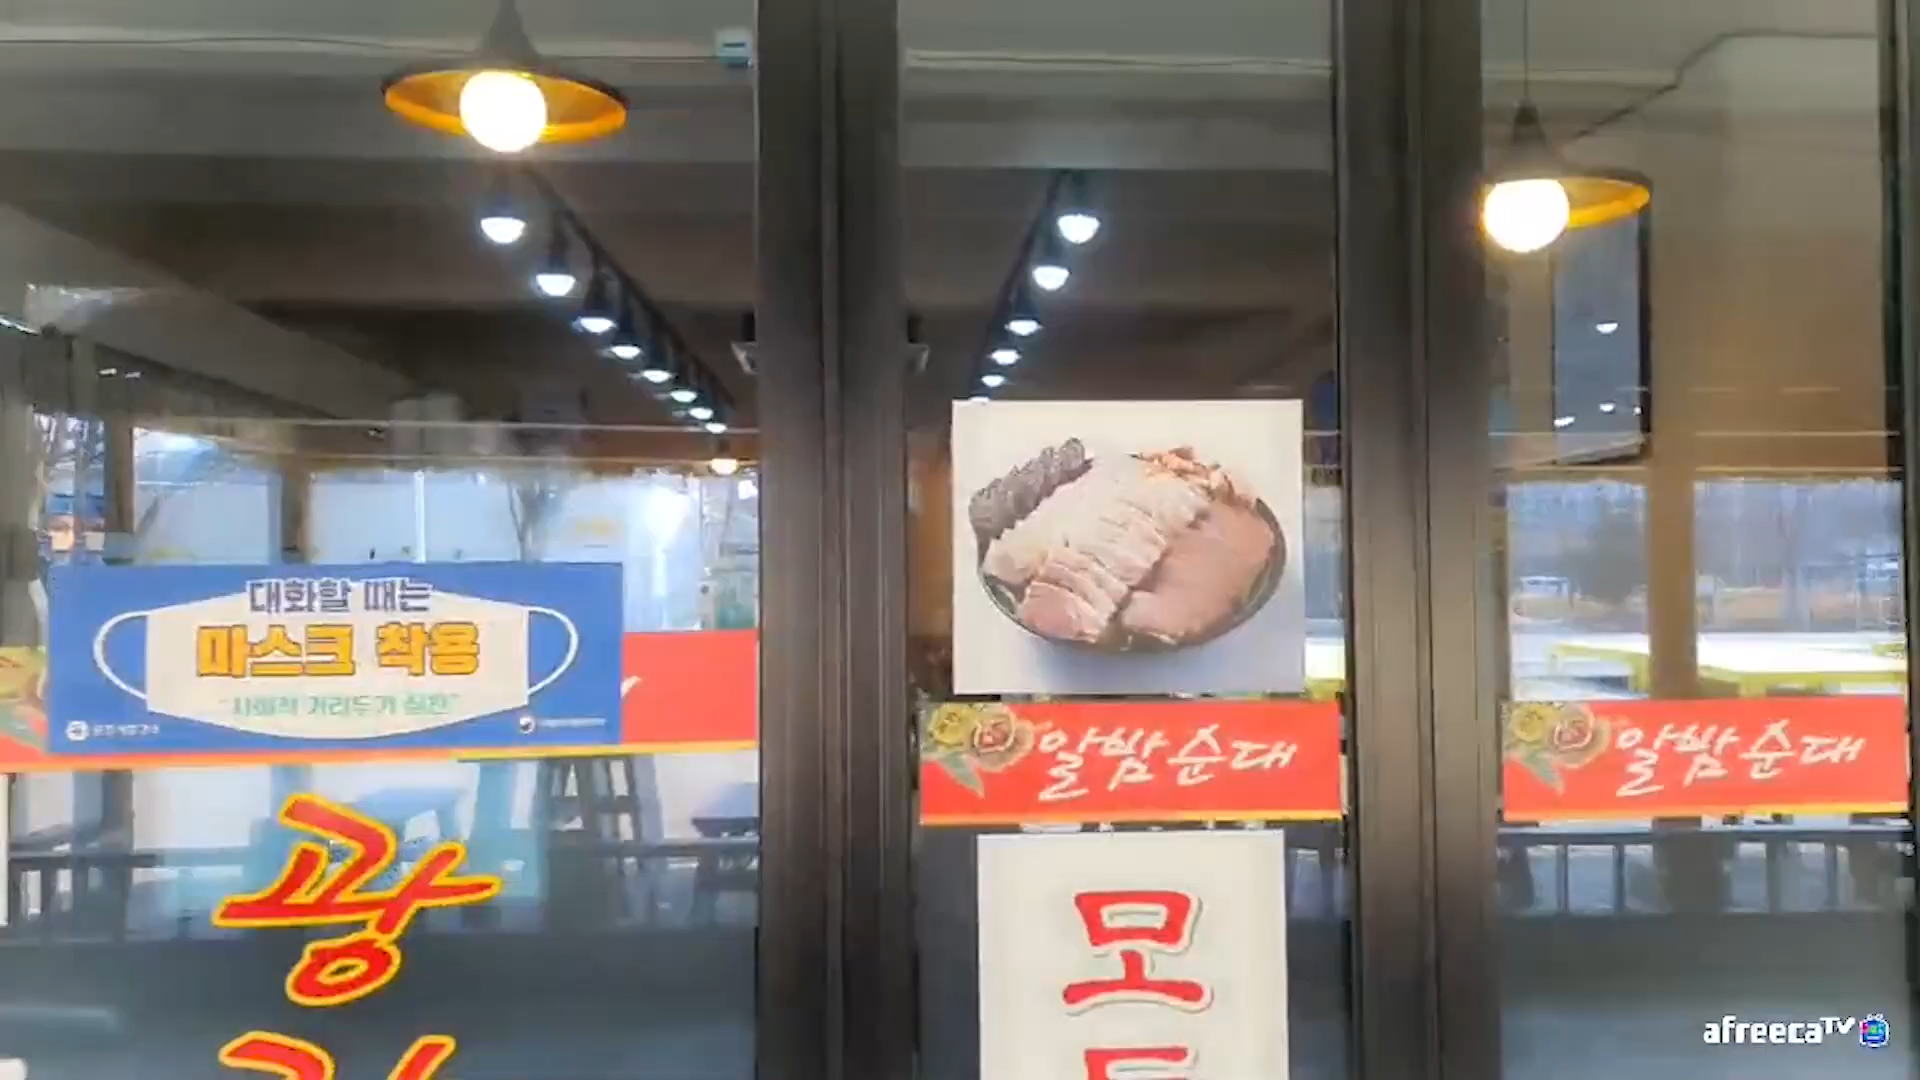 대화할 때는
마스크 착용
"사회적 거리두기 실천"
광
알밤순대
모
알밤순대
afreecaTV